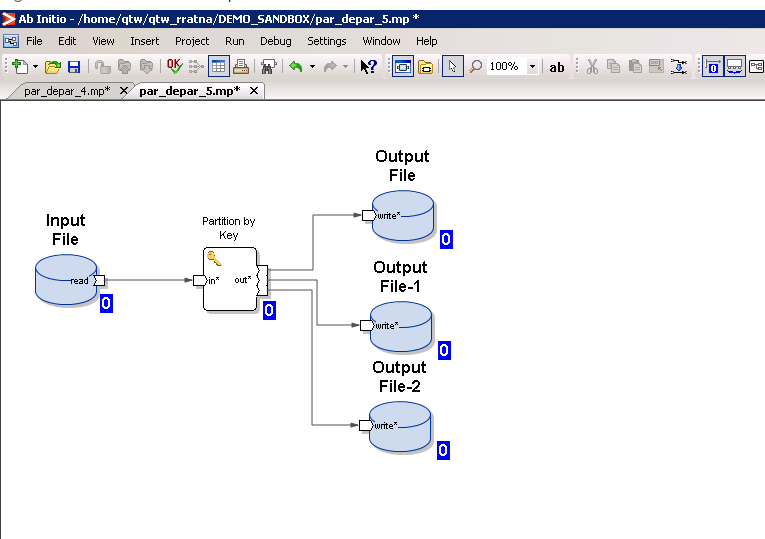 Ab Initio - /home/qtw/qtw_rratna/DEMO_SANDBOX/par_depar_5.mp *
File Edit View Insert Project Run Debug Settings Window Help
OK 100% ab 0
par_depar_4.mp* X par_depar_5.mp* X
Output
File
write*
0
Input
File
read
0
Partition by
Key
in* out*
0
Output
File-1
write*
0
Output
File-2
write*
0